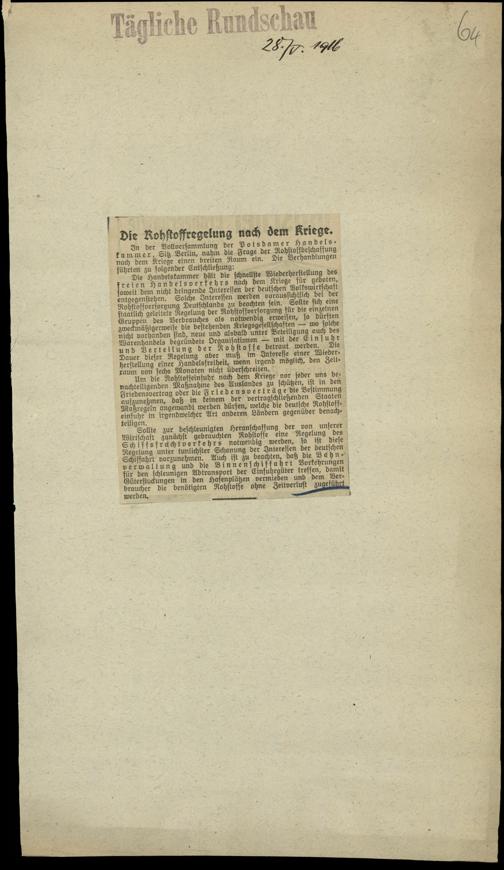 Tägliche Rundschau
64
28. V. 1916
Die Rohstoffregelung nach dem Kriege.
In der Vollversammlung der Potsdamer Handels-
kammer, Sitz Berlin, nahm die Frage der Rohstoffbeschaffung
nach dem Kriege einen breiten Raum ein. Die Verhandlungen
führten zu folgender Entschließung:
Die Handelskammer hält die schnellste Wiederherstellung des
freien Handelsverkehrs nach dem Kriege für geboten,
soweit ihm nicht dringende Interessen der deutschen Volkswirtschaft
entgegenstehen. Solche Interessen werden voraussichtlich bei der
Rohstoffversorgung Deutschlands zu beachten sein. Sollte sich eine
staatlich geleitete Regelung der Rohstoffversorgung für die einzelnen
Gruppen des Verbrauches als notwendig erweisen, so dürften
zweckmäßigerweise die bestehenden Kriegsgesellschaften — wo solche
nicht vorhanden sind, neue und alsbald unter Beteiligung auch des
Warenhandels begründete Organisationen — mit der Einfuhr
und Verteilung der Rohstoffe betraut werden. Die
Dauer dieser Regelung aber muß im Interesse einer Wieder-
herstellung einer Handelsfreiheit, wenn irgend möglich, den Zeit-
raum von sechs Monaten nicht überschreiten.
Um die Rohstoffeinfuhr nach dem Kriege vor jeder uns be-
nachteiligenden Maßnahme des Auslandes zu schützen, ist in den
Friedensvertrag oder die Friedensverträge die Bestimmung
aufzunehmen, daß in keinem der vertragschließenden Staaten
Maßregeln angewandt werden dürfen, welche die deutsche Rohstoff-
einfuhr in irgendwelcher Art anderen Ländern gegenüber benach-
teiligen.
Sollte zur beschleunigten Heranschaffung der von unserer
Wirtschaft zunächst gebrauchten Rohstoffe eine Regelung des
Schiffsfrachtverkehrs notwendig werden, so ist diese
Regelung unter tunlichster Schonung der Interessen der deutschen
Schiffahrt vorzunehmen. Auch ist zu beachten, daß die Bahn-
verwaltung und die Binnenschiffahrt Vorkehrungen
für den schleunigen Abtransport der Einfuhrgüter treffen, damit
Güterstockungen in den Hafenplätzen vermieden und dem Ver-
braucher die benötigten Rohstoffe ohne Zeitverlust zugeführt
werden.